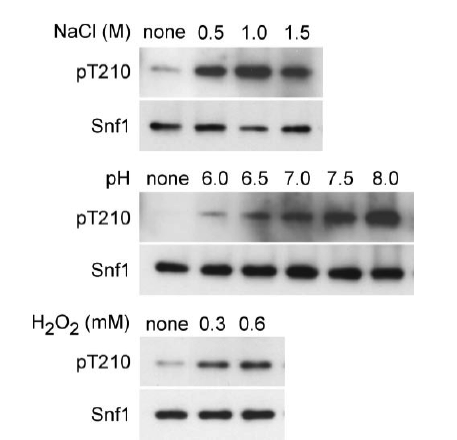 NaCl (M) none 0.5 1.0 1.5
pT210
Snf1
pH none 6.0 6.5 7.0 7.5 8.0
pT210
Snf1
H₂O₂ (mM) none 0.3 0.6
pT210
Snf1